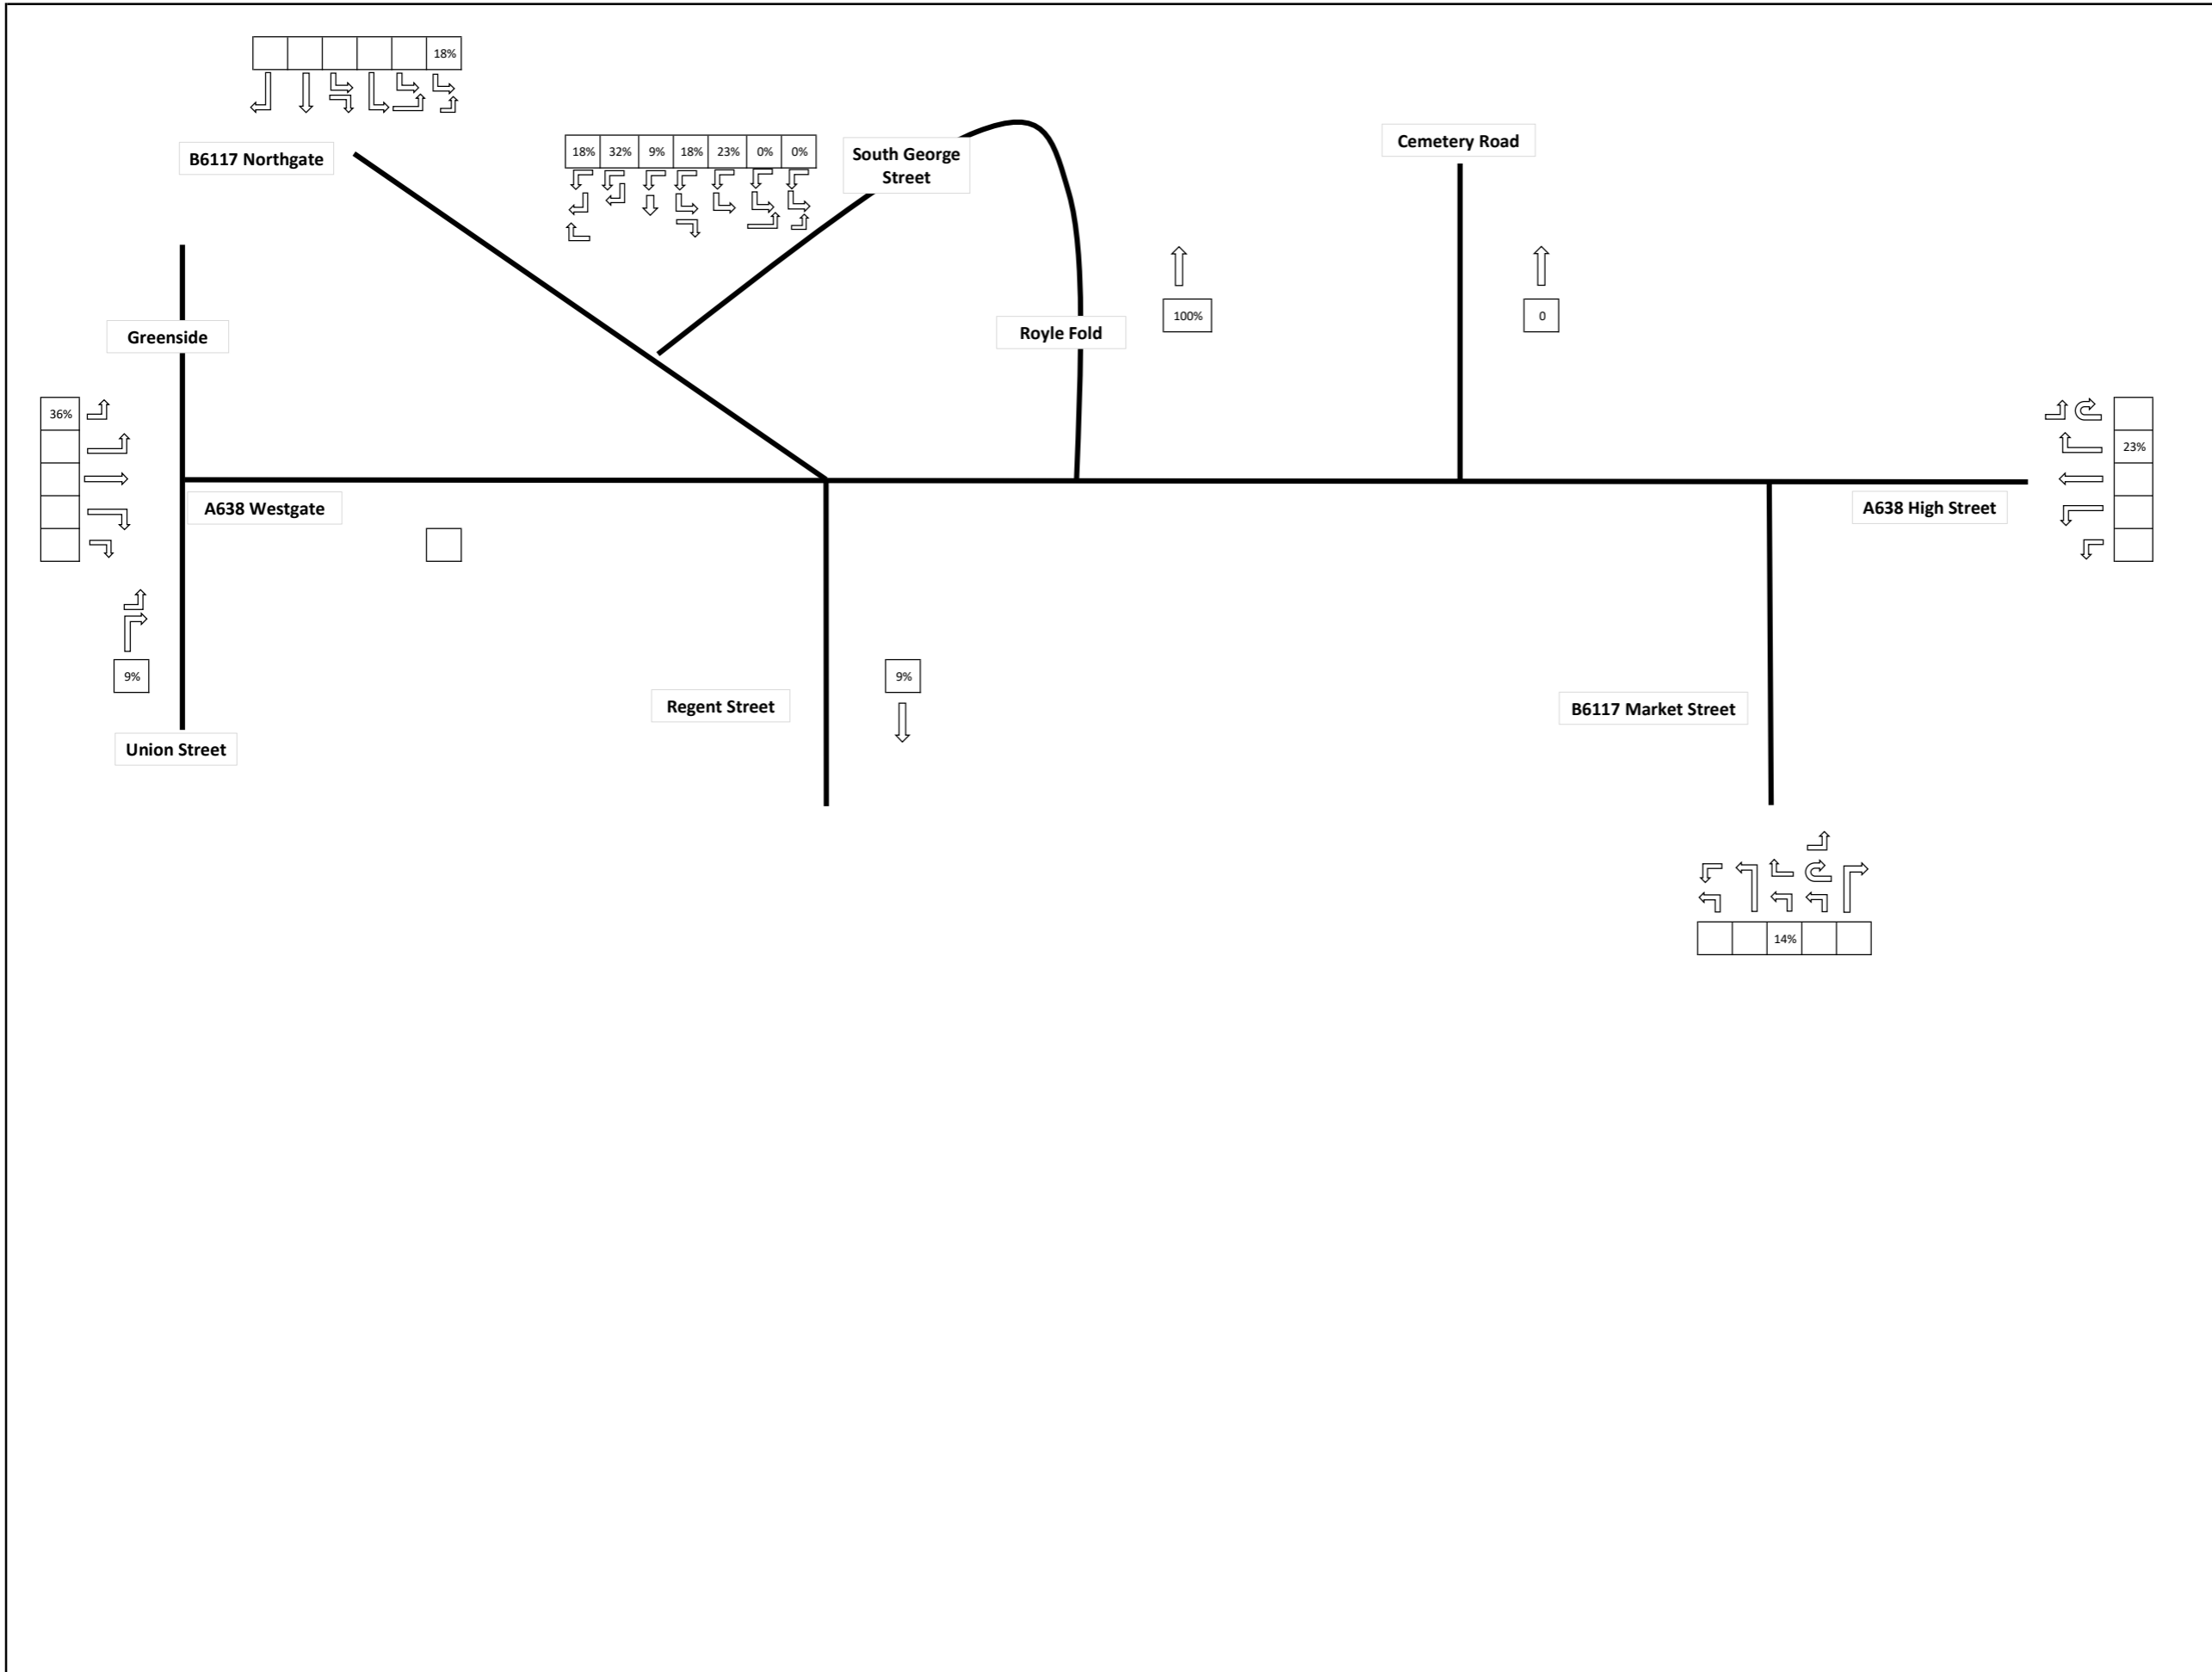 18%
B6117 Northgate
18% 32% 9% 18% 23% 0% 0%
South George
Street
Cemetery Road
Greenside
Royle Fold
100%
0
36%
23%
A638 Westgate
A638 High Street
9%
Union Street
Regent Street
9%
B6117 Market Street
14%